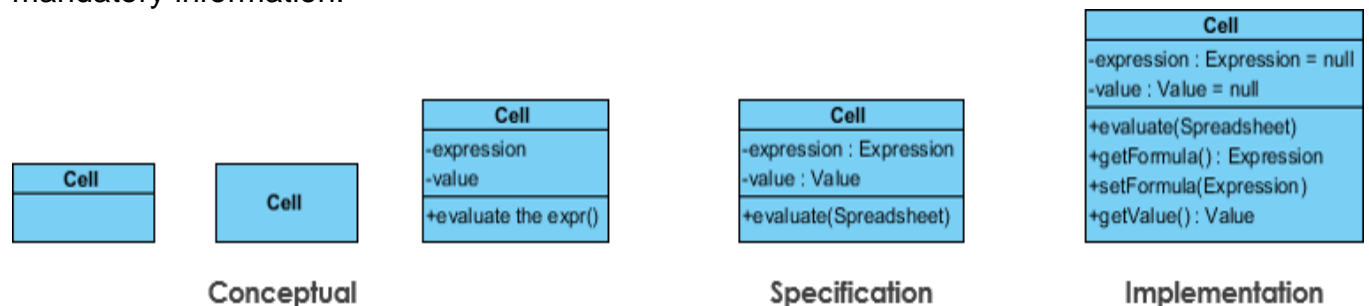 mandatory information.
Cell
Cell
Cell
-expression
-value
+evaluate the expr()
Cell
-expression : Expression
-value : Value
+evaluate(Spreadsheet)
Cell
-expression : Expression = null
-value : Value = null
+evaluate(Spreadsheet)
+getFormula() : Expression
+setFormula(Expression)
+getValue() : Value
Conceptual
Specification
Implementation